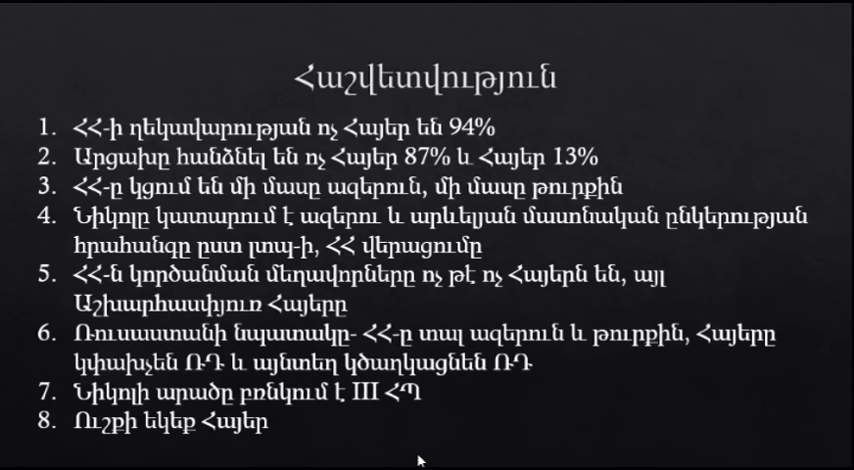 Հաշվետվություն
1. ՀՀ-ի ղեկավարության ոչ Հայեր են 94%
2. Արցախը հանձնել են ոչ Հայեր 87% և Հայեր 13%
3. ՀՀ-ը կցում են մի մասը ազերուն, մի մասը թուրքին
4. Նիկոլը կատարում է ազերու և արևելյան մասոնական ընկերության
հրահանգը ըստ լտպ-ի, ՀՀ վերացումը
5. ՀՀ-ն կործանման մեղավորները ոչ թէ ոչ Հայերն են, այլ
Աշխարհասփյուռ Հայերը
6. Ռուսաստանի նպատակը- ՀՀ-ը տալ ազերուն և թուրքին, Հայերը
կփախչեն ՌԴ և այնտեղ կծաղկացնեն ՌԴ
7. Նիկոլի արածը բռնկում է III ՀՊ
8. Ուշքի եկեք Հայեր